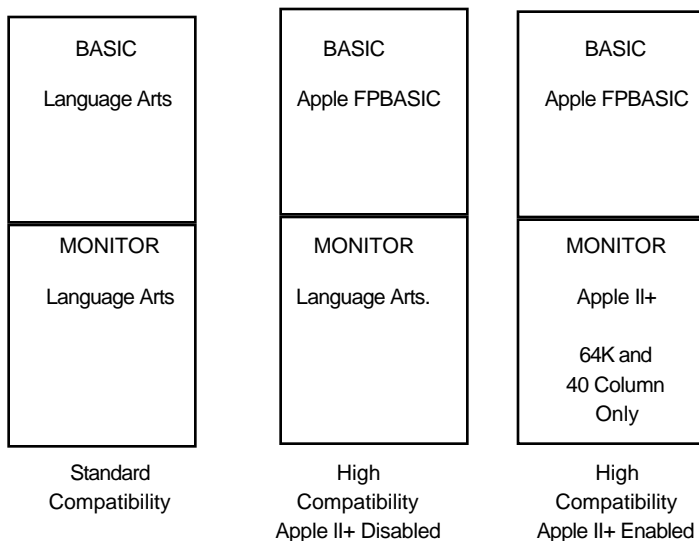 BASIC
Language Arts
MONITOR
Language Arts
Standard
Compatibility
BASIC
Apple FPBASIC
MONITOR
Language Arts.
High
Compatibility
Apple II+ Disabled
BASIC
Apple FPBASIC
MONITOR
Apple II+
64K and
40 Column
Only
High
Compatibility
Apple II+ Enabled